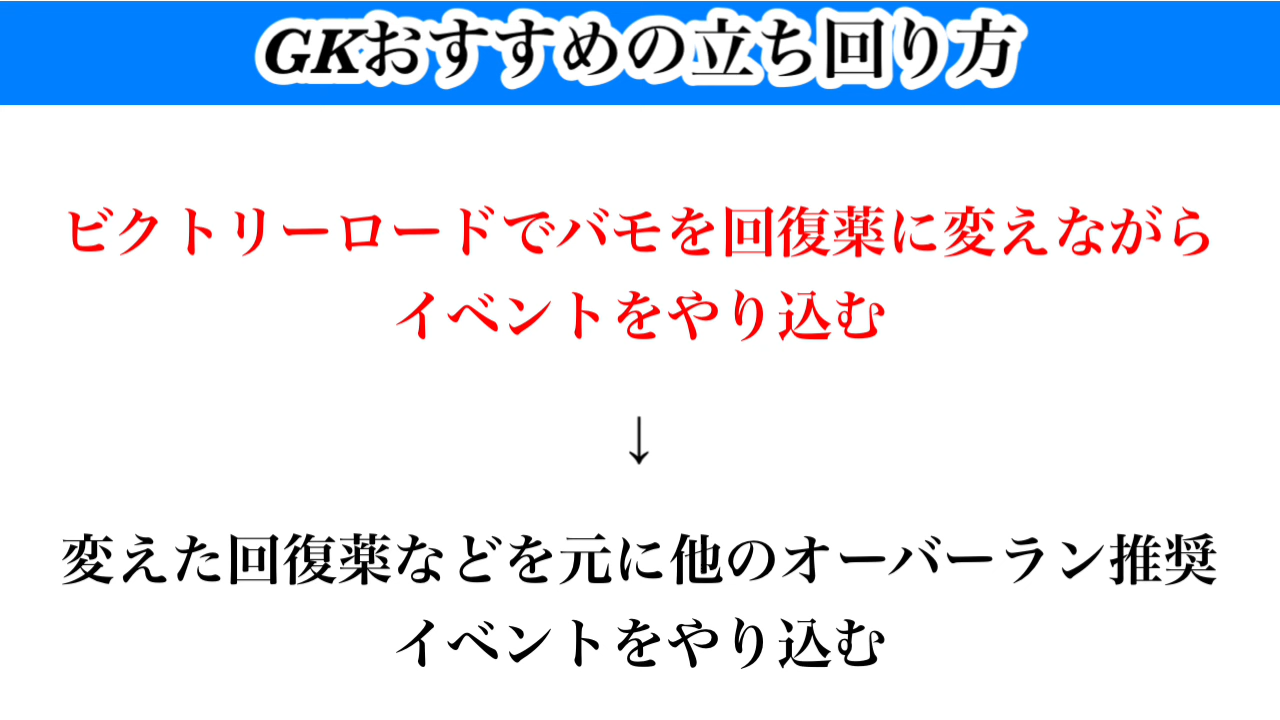 GKおすすめの立ち回り方
ビクトリーロードでバモを回復薬に変えながら
イベントをやり込む
↓
変えた回復薬などを元に他のオーバーラン推奨
イベントをやり込む